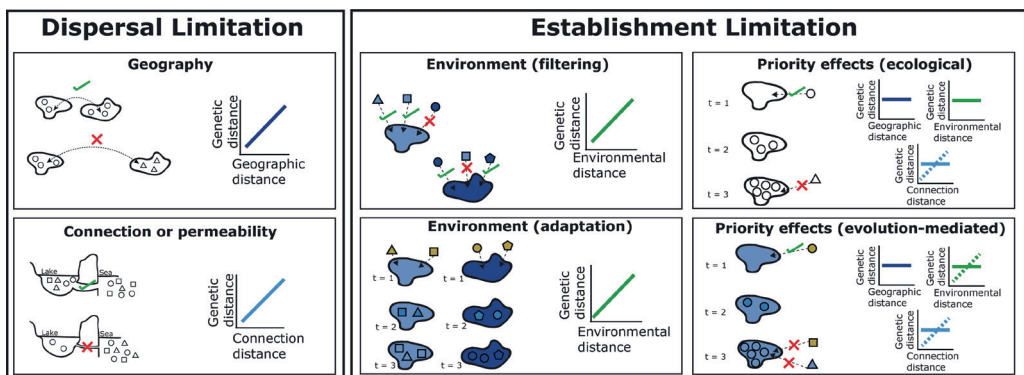 Dispersal Limitation
Geography
Genetic
distance
Geographic
distance
Connection or permeability
Lake
Sea
Lake
Sea
Genetic
distance
Connection
distance
Establishment Limitation
Environment (filtering)
Genetic
distance
Environmental
distance
Priority effects (ecological)
t = 1
t = 2
t = 3
Genetic
distance
Geographic
distance
Genetic
distance
Environmental
distance
Genetic
distance
Connection
distance
Environment (adaptation)
t = 1
t = 1
t = 2
t = 2
t = 3
t = 3
Genetic
distance
Environmental
distance
Priority effects (evolution-mediated)
t = 1
t = 2
t = 3
Genetic
distance
Geographic
distance
Genetic
distance
Environmental
distance
Genetic
distance
Connection
distance